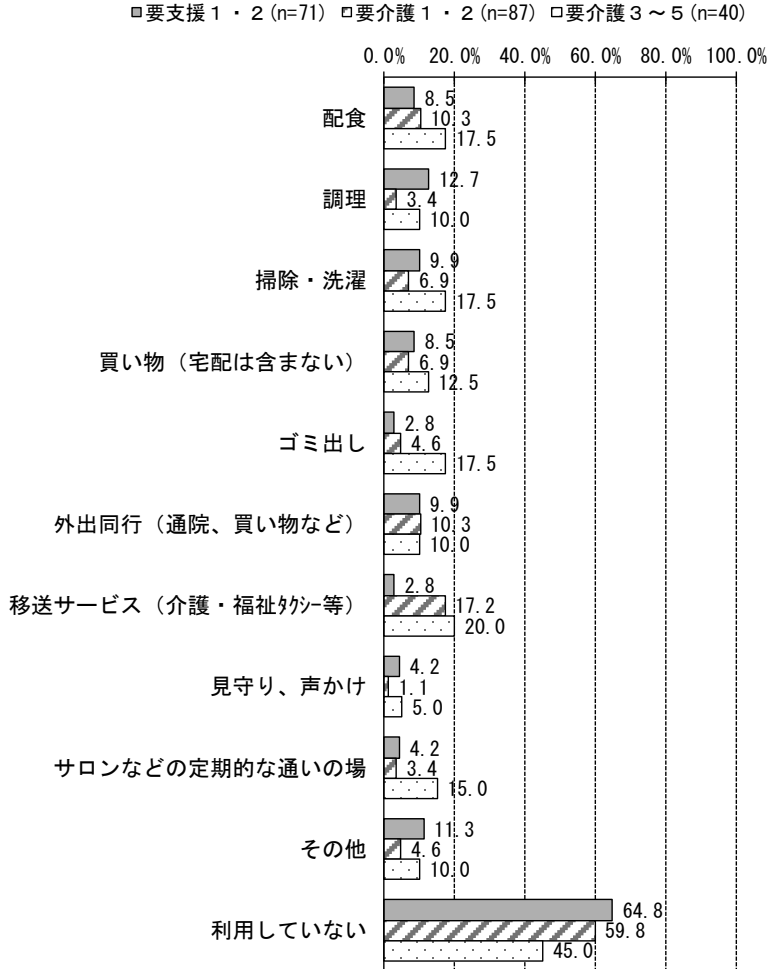 要支援１・２(n=71) 要介護１・２(n=87) 要介護３～５(n=40)
0.0% 20.0% 40.0% 60.0% 80.0% 100.0%
配食
8.5
10.3
17.5
調理
12.7
3.4
10.0
掃除・洗濯
9.9
6.9
17.5
買い物（宅配は含まない）
8.5
6.9
12.5
ゴミ出し
2.8
4.6
17.5
外出同行（通院、買い物など）
9.9
10.3
10.0
移送サービス（介護・福祉ﾀｸｼｰ等）
2.8
17.2
20.0
見守り、声かけ
4.2
1.1
5.0
サロンなどの定期的な通いの場
4.2
3.4
15.0
その他
11.3
4.6
10.0
利用していない
64.8
59.8
45.0